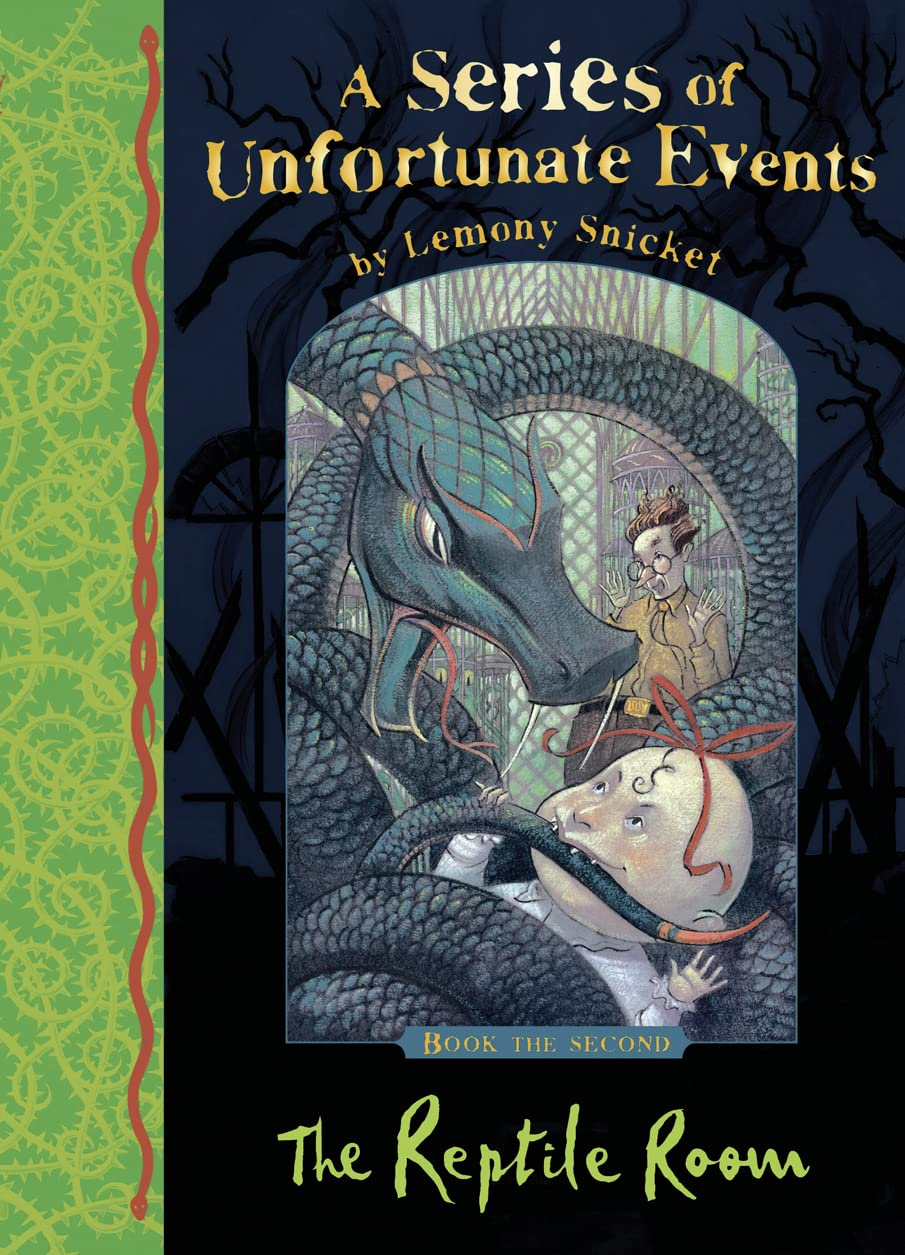 A Series of
Unfortunate Events
by Lemony Snicket
BOOK THE SECOND
The Reptile Room